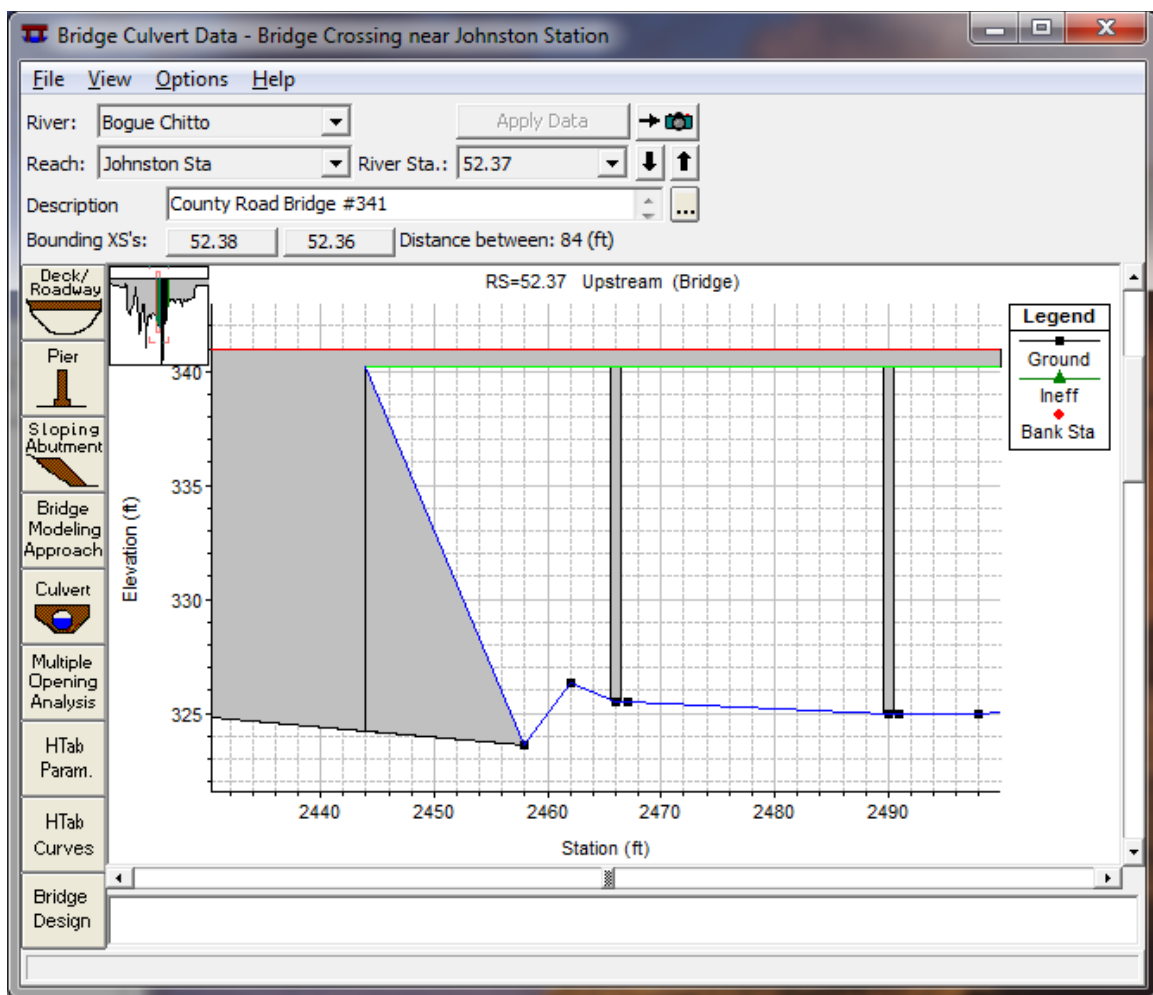 Bridge Culvert Data - Bridge Crossing near Johnston Station
File View Options Help
River: Bogue Chitto Apply Data
Reach: Johnston Sta River Sta.: 52.37
Description County Road Bridge #341 ...
Bounding XS's: 52.38 52.36 Distance between: 84 (ft)
Deck/
Roadway
Pier
Sloping
Abutment
Bridge
Modeling
Approach
Culvert
Multiple
Opening
Analysis
HTab
Param.
HTab
Curves
Bridge
Design
RS=52.37 Upstream (Bridge)
Legend
Ground
Ineff
Bank Sta
340
335
330
325
Elevation (ft)
2440 2450 2460 2470 2480 2490
Station (ft)